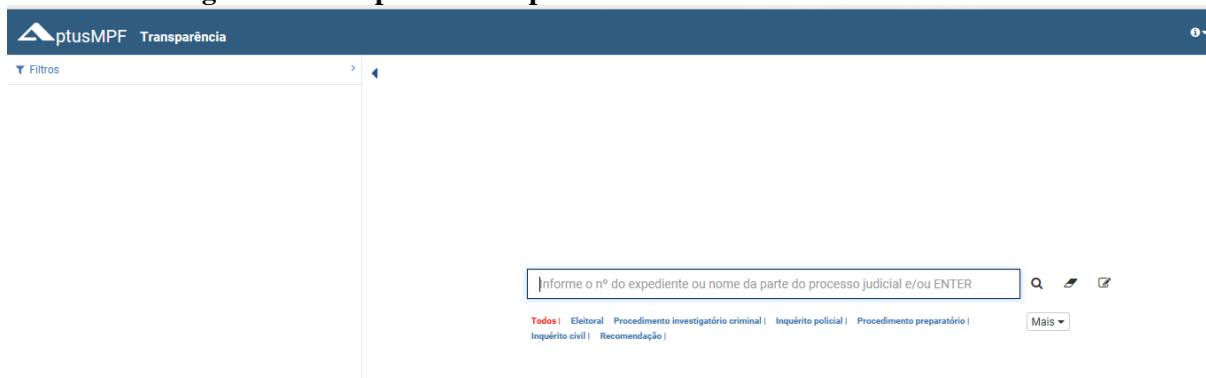 ptusMPF Transparência
Filtros
Informe o nº do expediente ou nome da parte do processo judicial e/ou ENTER
Todos | Eleitoral Procedimento investigatório criminal | Inquérito policial | Procedimento preparatório | Mais
Inquérito civil | Recomendação |